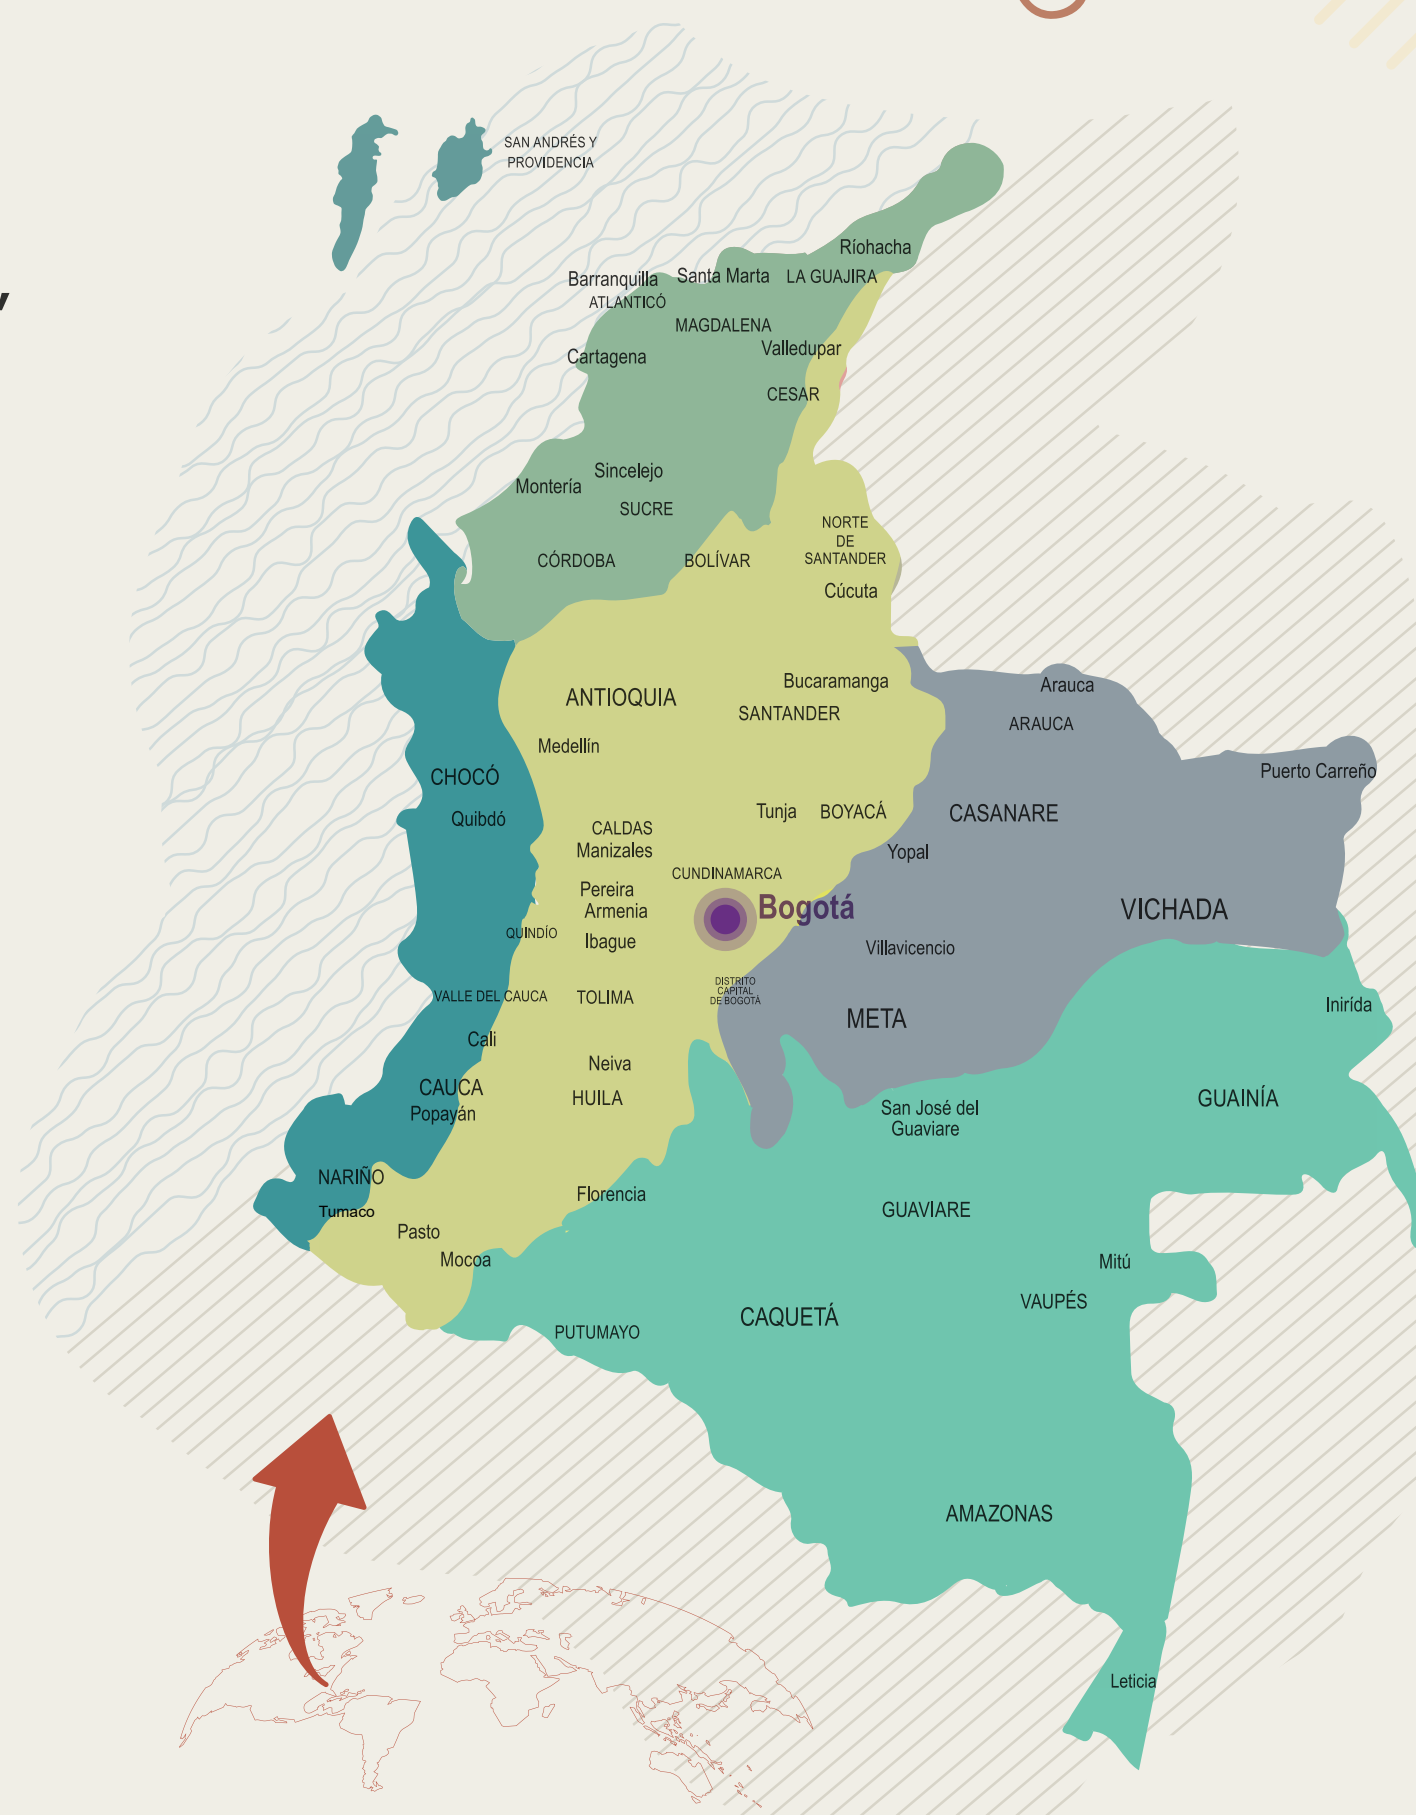 SAN ANDRÉS Y
PROVIDENCIA
Ríohacha
Barranquilla
Santa Marta
LA GUAJIRA
ATLANTICÓ
MAGDALENA
Valledupar
Cartagena
CESAR
Sincelejo
Montería
SUCRE
NORTE
DE
SANTANDER
CÓRDOBA
BOLÍVAR
Cúcuta
Bucaramanga
Arauca
ANTIOQUIA
SANTANDER
ARAUCA
Medellín
CHOCÓ
Puerto Carreño
Quibdó
Tunja
BOYACÁ
CASANARE
CALDAS
Manizales
Yopal
CUNDINAMARCA
Pereira
Armenia
Bogotá
VICHADA
QUINDÍO
Ibague
Villavicencio
DISTRITO
CAPITAL
DE BOGOTÁ
VALLE DEL CAUCA
TOLIMA
Inirída
META
Cali
Neiva
CAUCA
HUILA
GUAINÍA
Popayán
San José del
Guaviare
NARIÑO
Florencia
Tumaco
GUAVIARE
Pasto
Mocoa
Mitú
VAUPÉS
CAQUETÁ
PUTUMAYO
AMAZONAS
Leticia